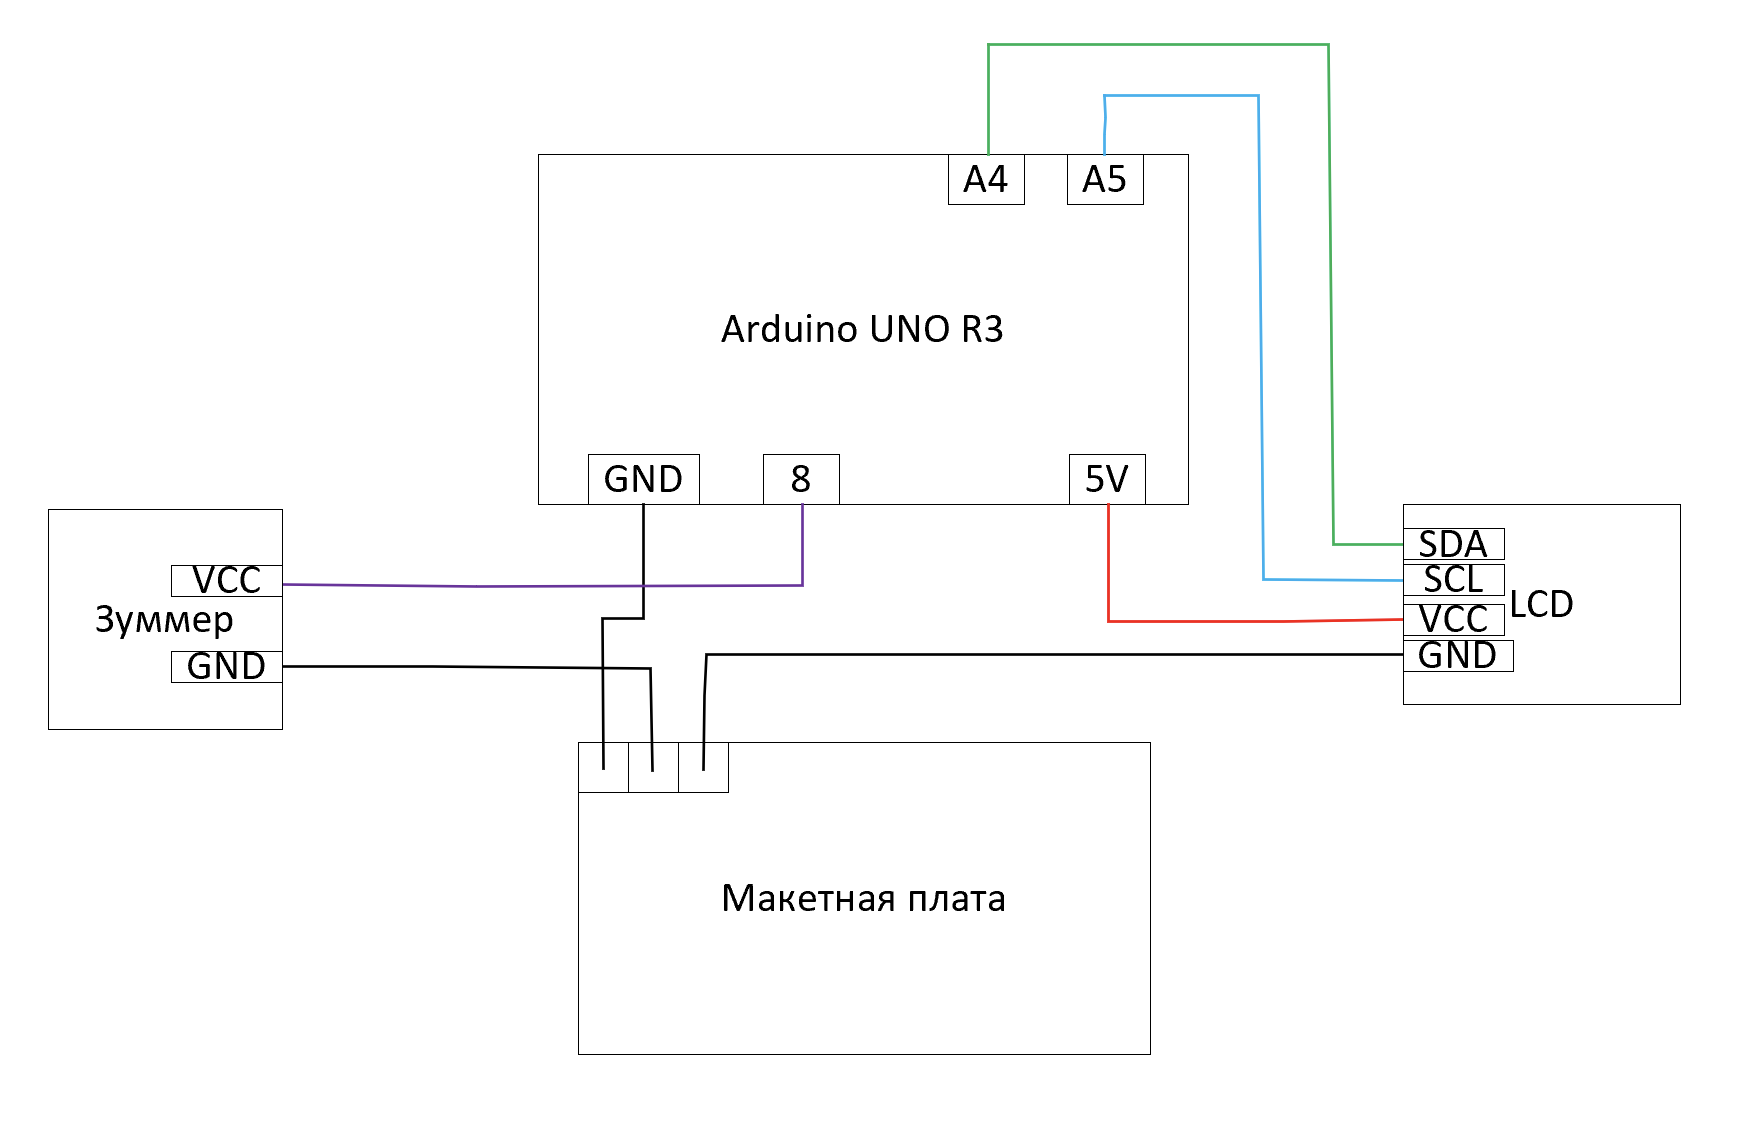 A4 A5
Arduino UNO R3
GND 8 5V
VCC
Зуммер
GND
SDA
SCL
LCD
VCC
GND
Макетная плата